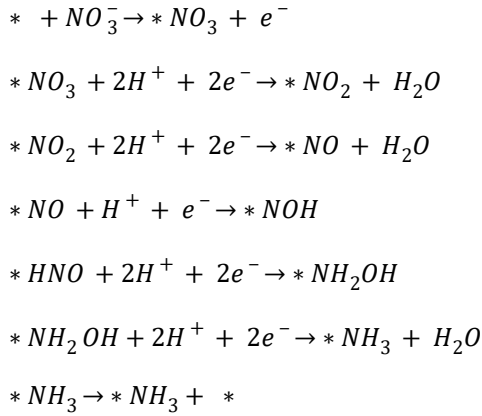 * + NO₃⁻ → * NO₃ + e⁻
* NO₃ + 2H⁺ + 2e⁻ → * NO₂ + H₂O
* NO₂ + 2H⁺ + 2e⁻ → * NO + H₂O
* NO + H⁺ + e⁻ → * NOH
* HNO + 2H⁺ + 2e⁻ → * NH₂OH
* NH₂OH + 2H⁺ + 2e⁻ → * NH₃ + H₂O
* NH₃ → * NH₃ + *